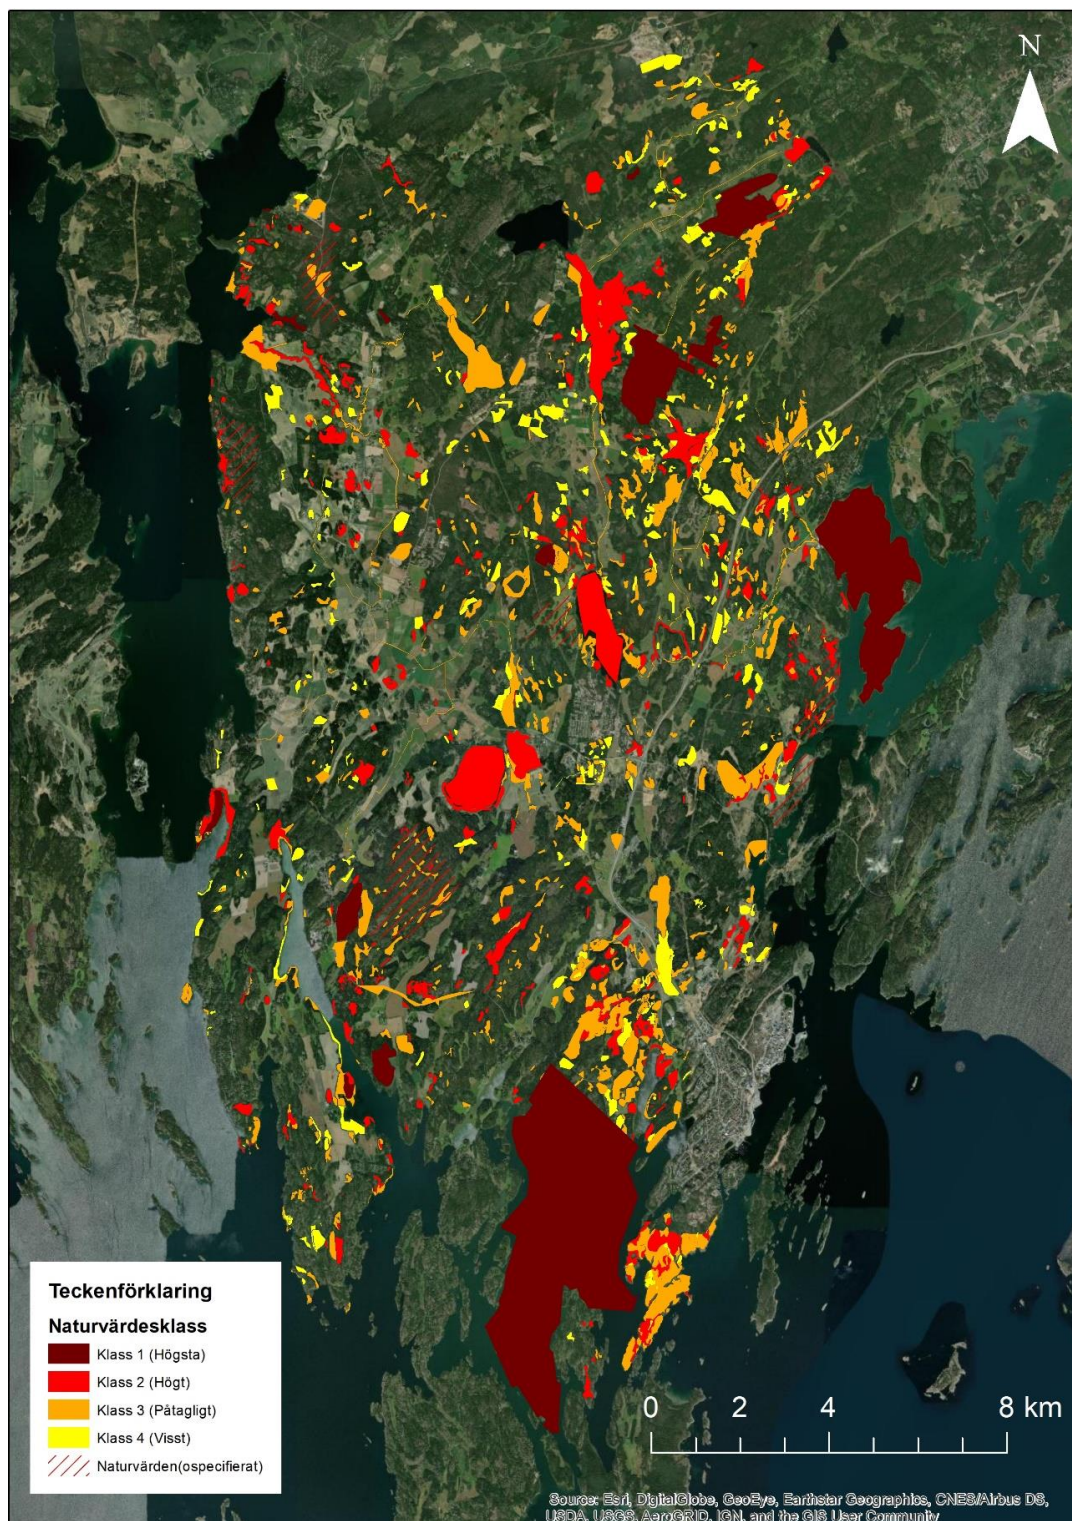 N
Teckenförklaring
Naturvärdesklass
Klass 1 (Högsta)
Klass 2 (Högt)
Klass 3 (Påtagligt)
Klass 4 (Visst)
Naturvärden(ospecifierat)
0 2 4 8 km
Source: Esri, DigitalGlobe, GeoEye, Earthstar Geographics, CNES/Airbus DS,
USDA, USGS, AeroGRID, IGN, and the GIS User Community